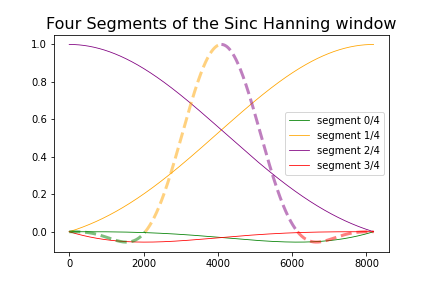 Four Segments of the Sinc Hanning window
1.0
0.8
0.6
0.4
0.2
0.0
segment 0/4
segment 1/4
segment 2/4
segment 3/4
0 2000 4000 6000 8000